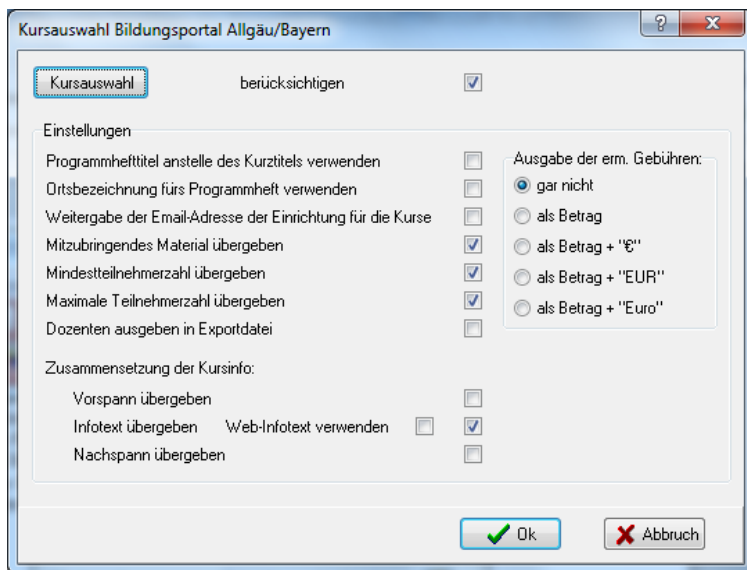 Kursauswahl Bildungsportal Allgäu/Bayern
Kursauswahl berücksichtigen
Einstellungen
Programmhefttitel anstelle des Kurztitels verwenden
Ortsbezeichnung fürs Programmheft verwenden
Weitergabe der Email-Adresse der Einrichtung für die Kurse
Mitzubringendes Material übergeben
Mindestteilnehmerzahl übergeben
Maximale Teilnehmerzahl übergeben
Dozenten ausgeben in Exportdatei
Ausgabe der erm. Gebühren:
gar nicht
als Betrag
als Betrag + "€"
als Betrag + "EUR"
als Betrag + "Euro"
Zusammensetzung der Kursinfo:
Vorspann übergeben
Infotext übergeben Web-Infotext verwenden
Nachspann übergeben
Ok Abbruch